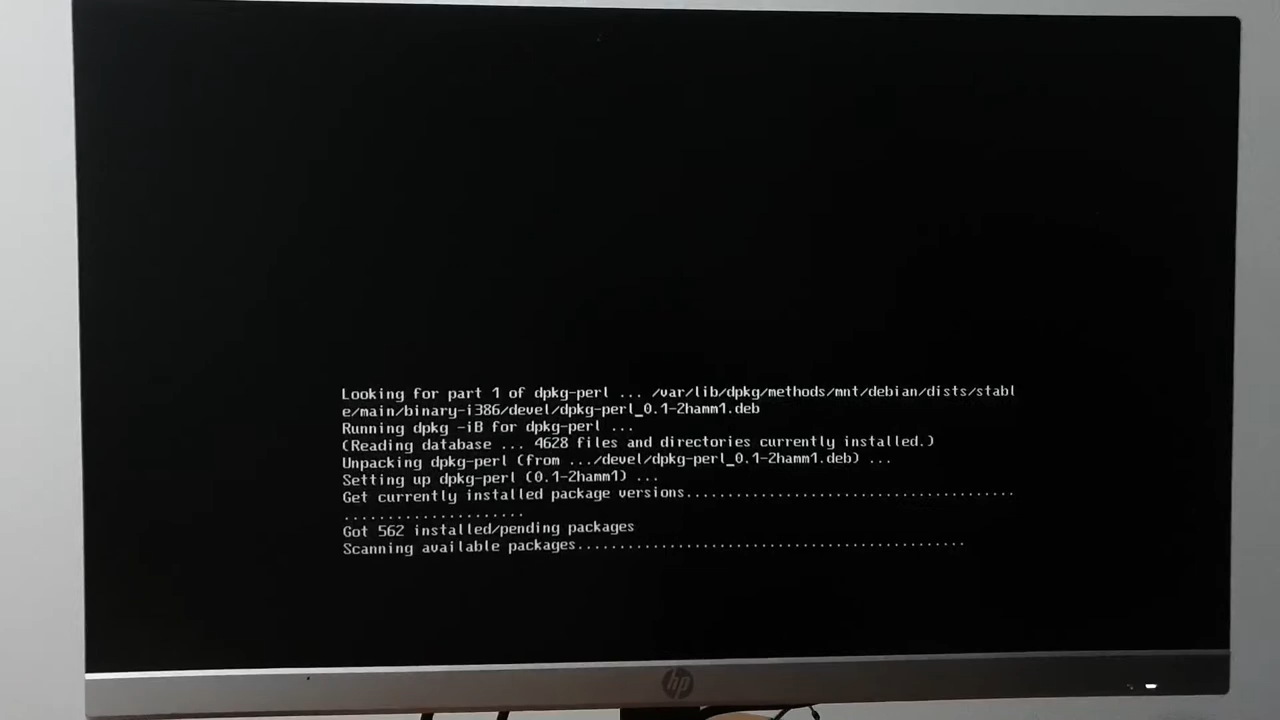 Looking for part 1 of dpkg-perl ... /var/lib/dpkg/methods/mnt/debian/dists/stabl
e/main/binary-i386/devel/dpkg-perl_0.1-2hamm1.deb
Running dpkg -iB for dpkg-perl ...
(Reading database ... 4628 files and directories currently installed.)
Unpacking dpkg-perl (from .../devel/dpkg-perl_0.1-2hamm1.deb) ...
Setting up dpkg-perl (0.1-2hamm1) ...
Get currently installed package versions.......................................
.....................
Got 562 installed/pending packages
Scanning available packages..............................................
hp